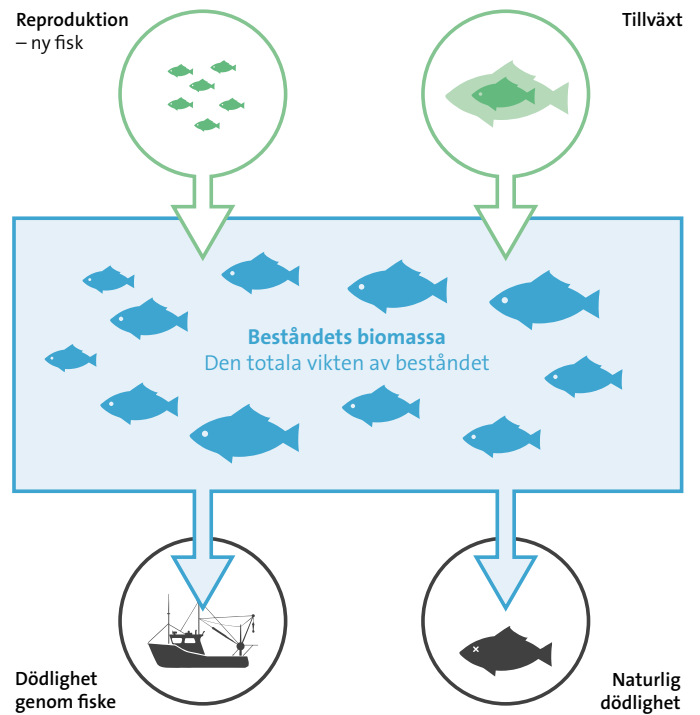 Reproduktion
– ny fisk
Tillväxt
Beståndets biomassa
Den totala vikten av beståndet
Dödlighet
genom fiske
Naturlig
dödlighet